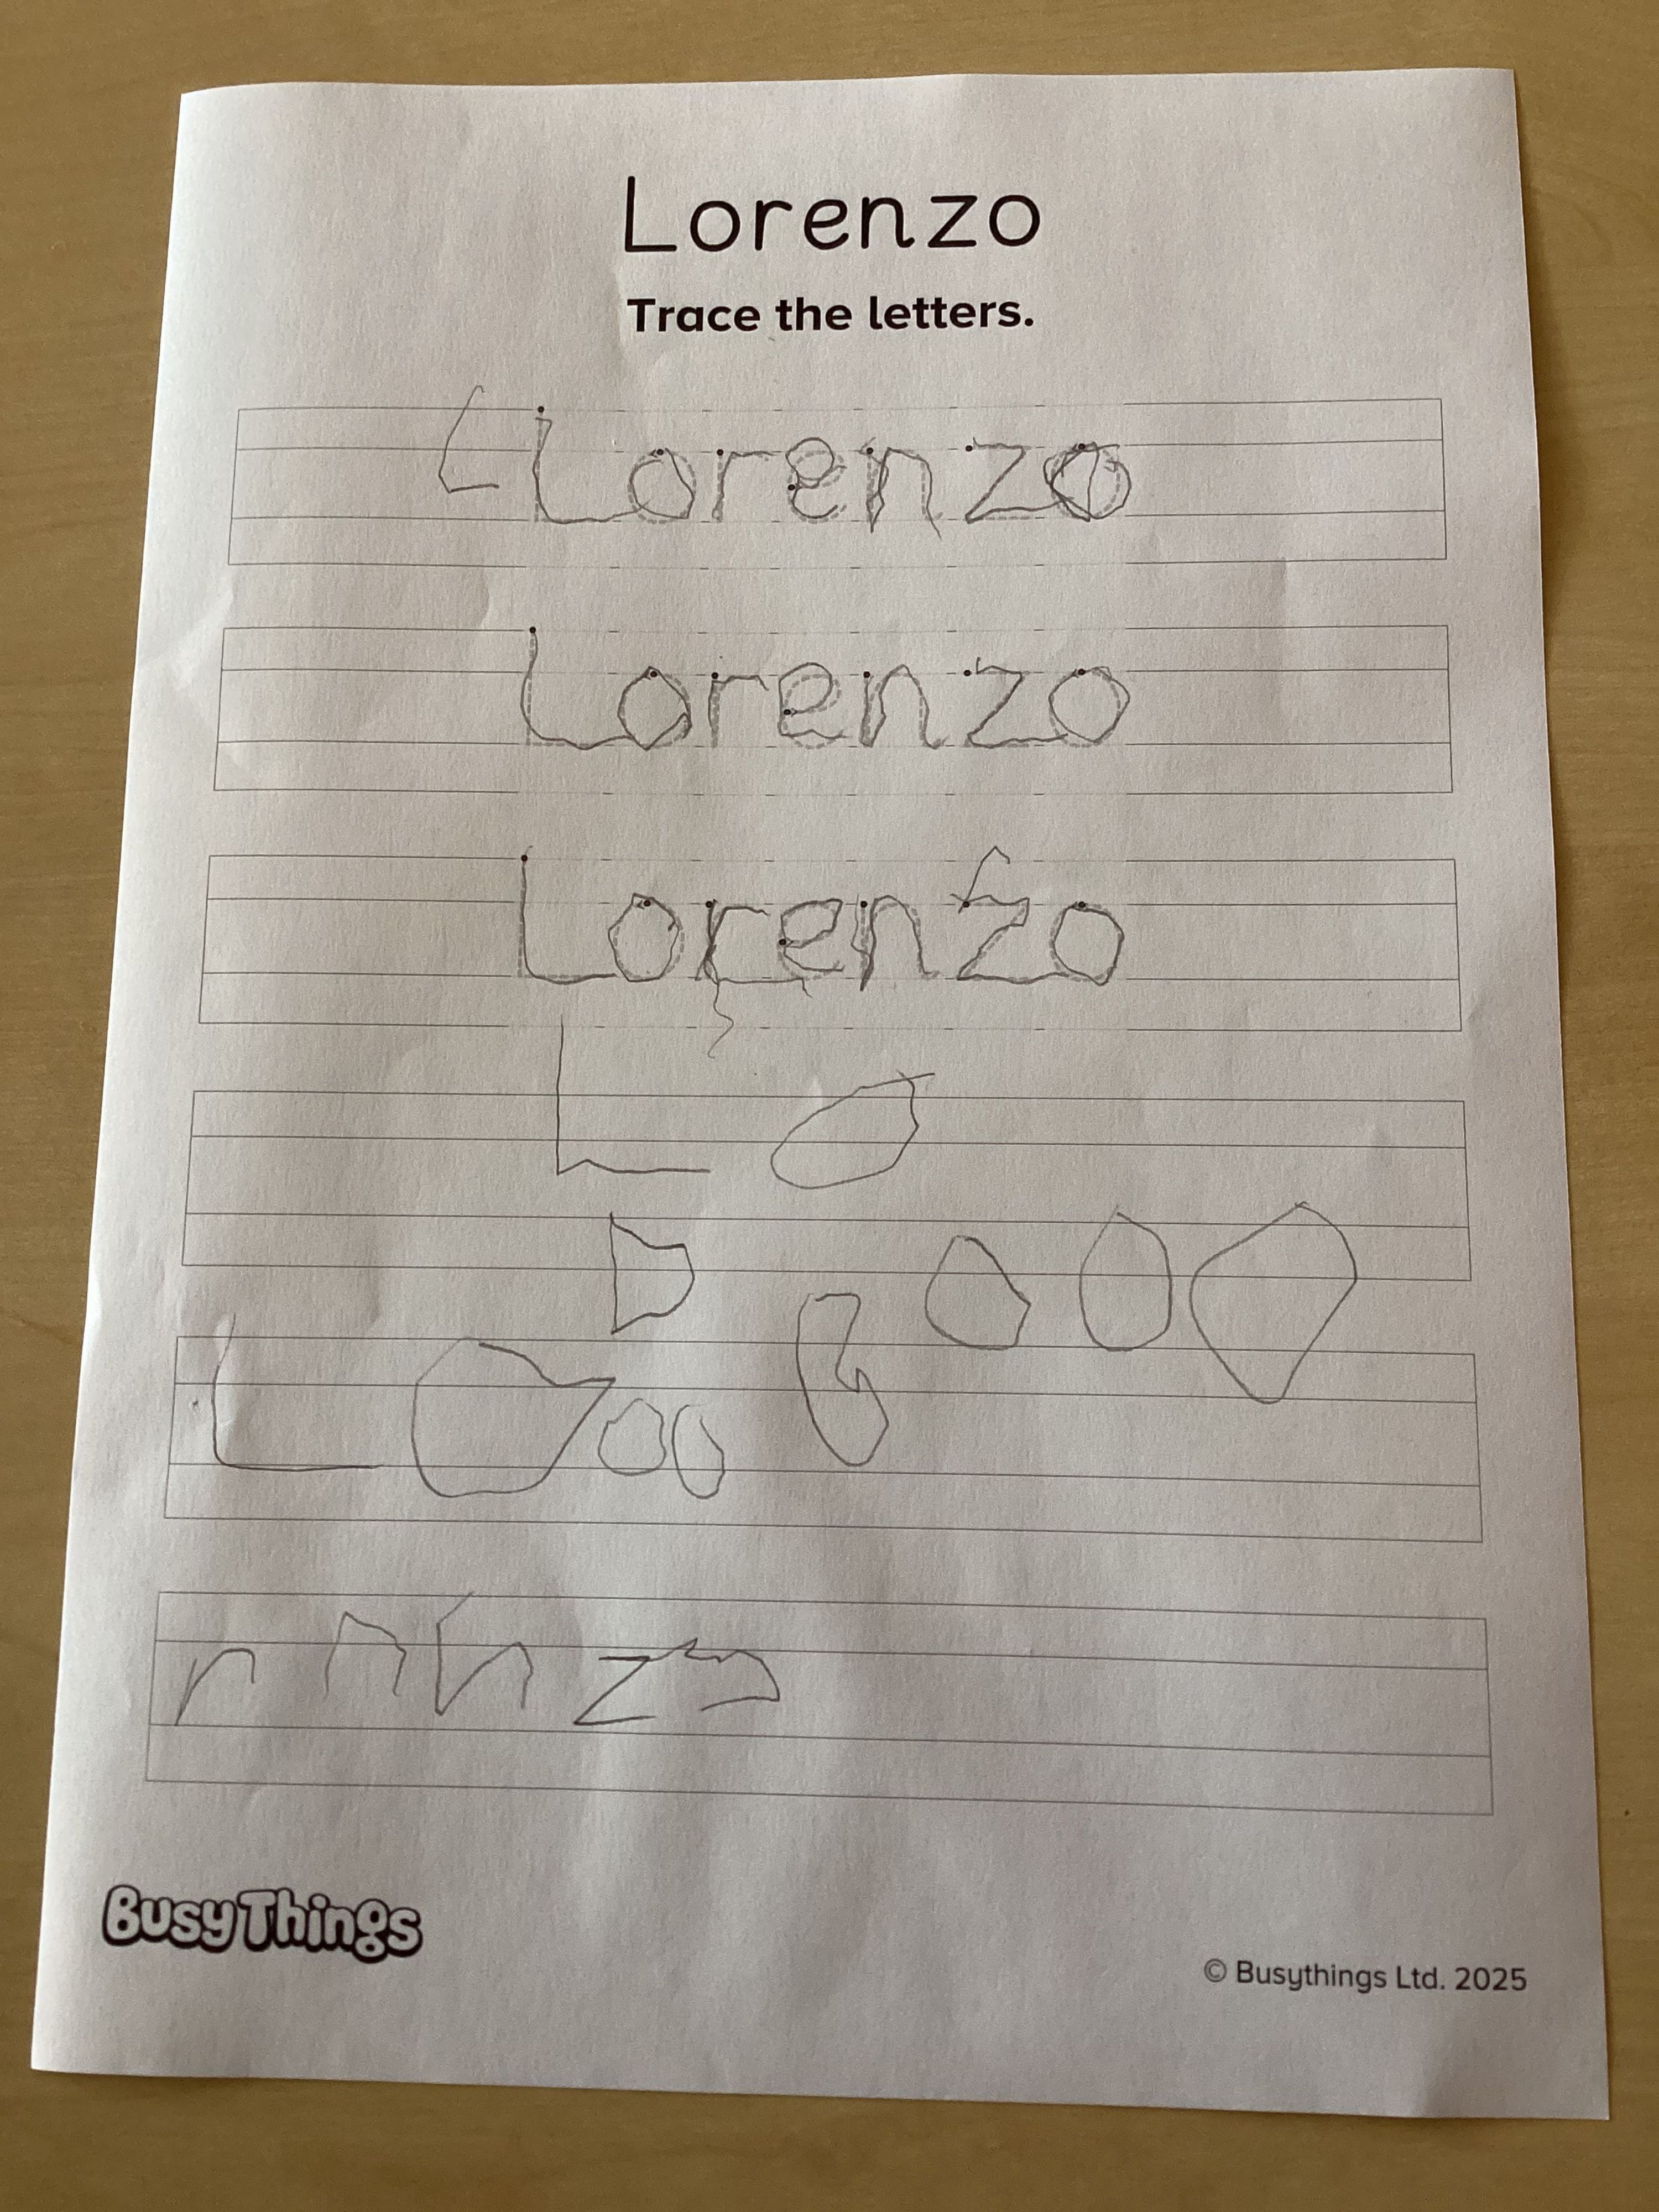 Lorenzo
Trace the letters.
L Lorenzo
Lorenzo
Lorenzo
L o
L o o o
r n n z
BusyThings
© Busythings Ltd. 2025